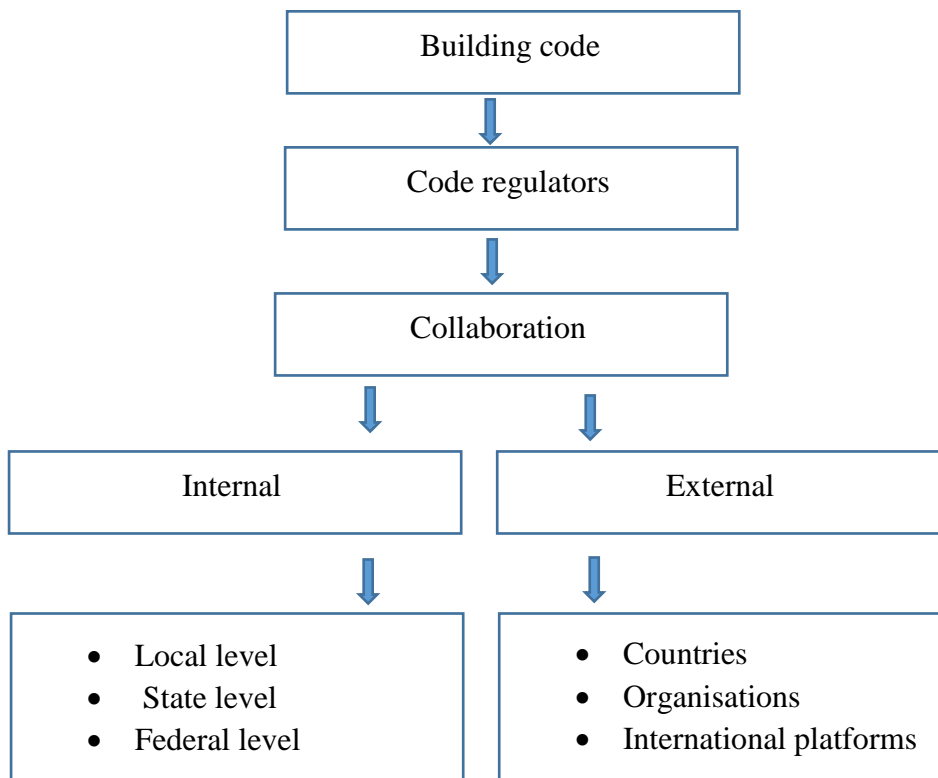 Building code
Code regulators
Collaboration
Internal
External
• Local level
• State level
• Federal level
• Countries
• Organisations
• International platforms